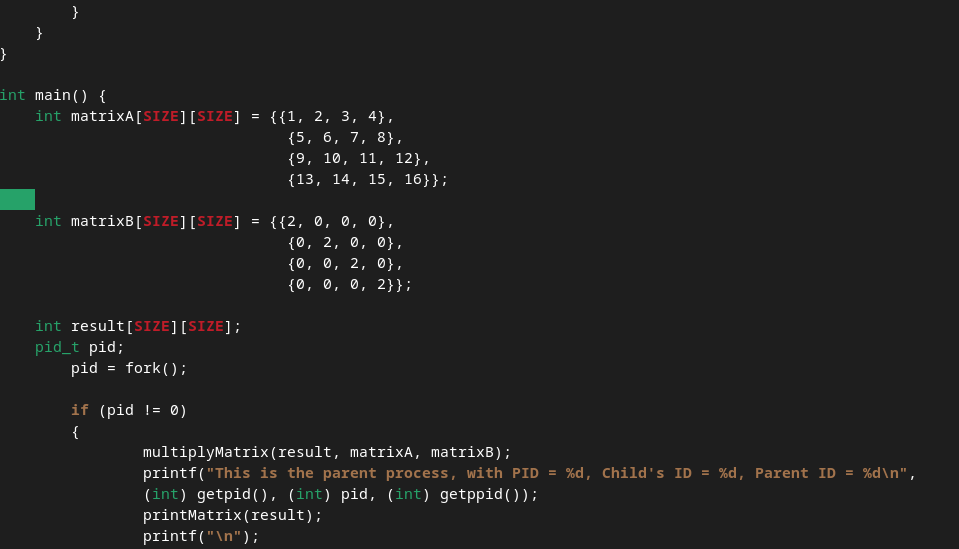 }
    }
}

int main() {
    int matrixA[SIZE][SIZE] = {{1, 2, 3, 4},
                                {5, 6, 7, 8},
                                {9, 10, 11, 12},
                                {13, 14, 15, 16}};

    int matrixB[SIZE][SIZE] = {{2, 0, 0, 0},
                                {0, 2, 0, 0},
                                {0, 0, 2, 0},
                                {0, 0, 0, 2}};

    int result[SIZE][SIZE];
    pid_t pid;
        pid = fork();

        if (pid != 0)
        {
                multiplyMatrix(result, matrixA, matrixB);
                printf("This is the parent process, with PID = %d, Child's ID = %d, Parent ID = %d\n",
                (int) getpid(), (int) pid, (int) getppid());
                printMatrix(result);
                printf("\n");